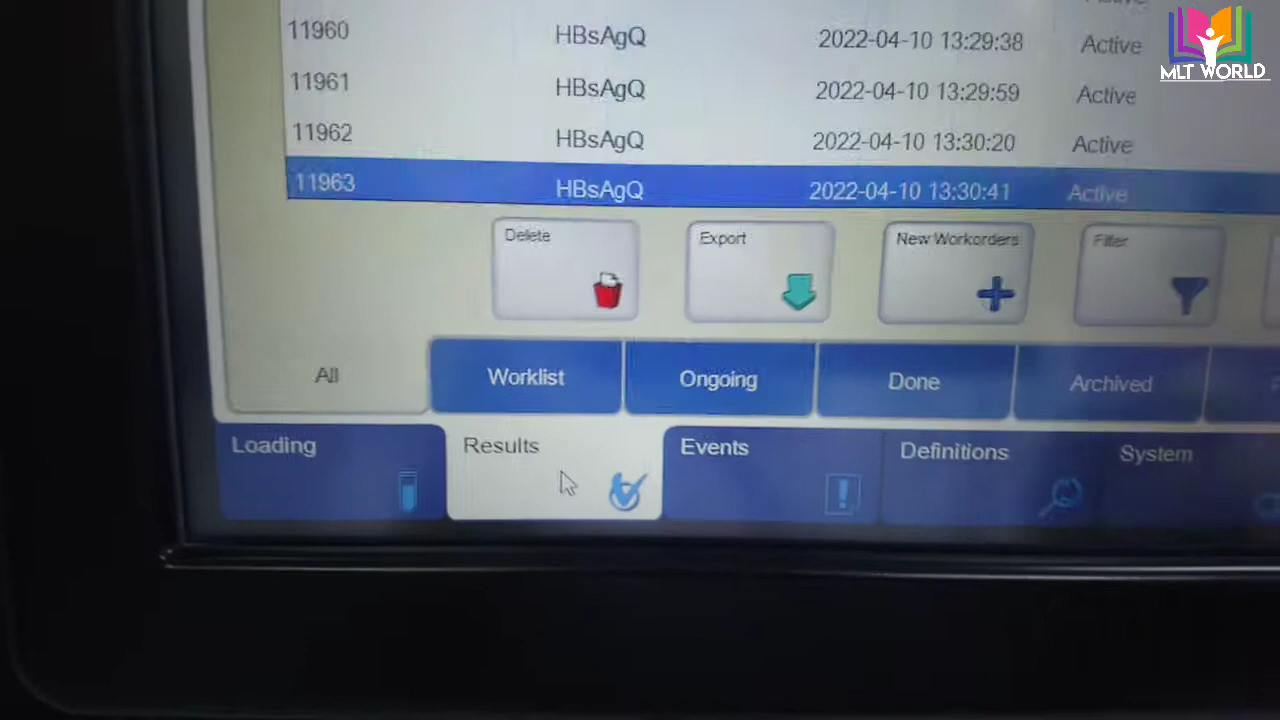 11960 HBsAgQ 2022-04-10 13:29:38 Active
11961 HBsAgQ 2022-04-10 13:29:59 Active
11962 HBsAgQ 2022-04-10 13:30:20 Active
11963 HBsAgQ 2022-04-10 13:30:41 Active
MLT WORLD
Delete Export New Workorders Filter
All Worklist Ongoing Done Archived
Loading Results Events Definitions System